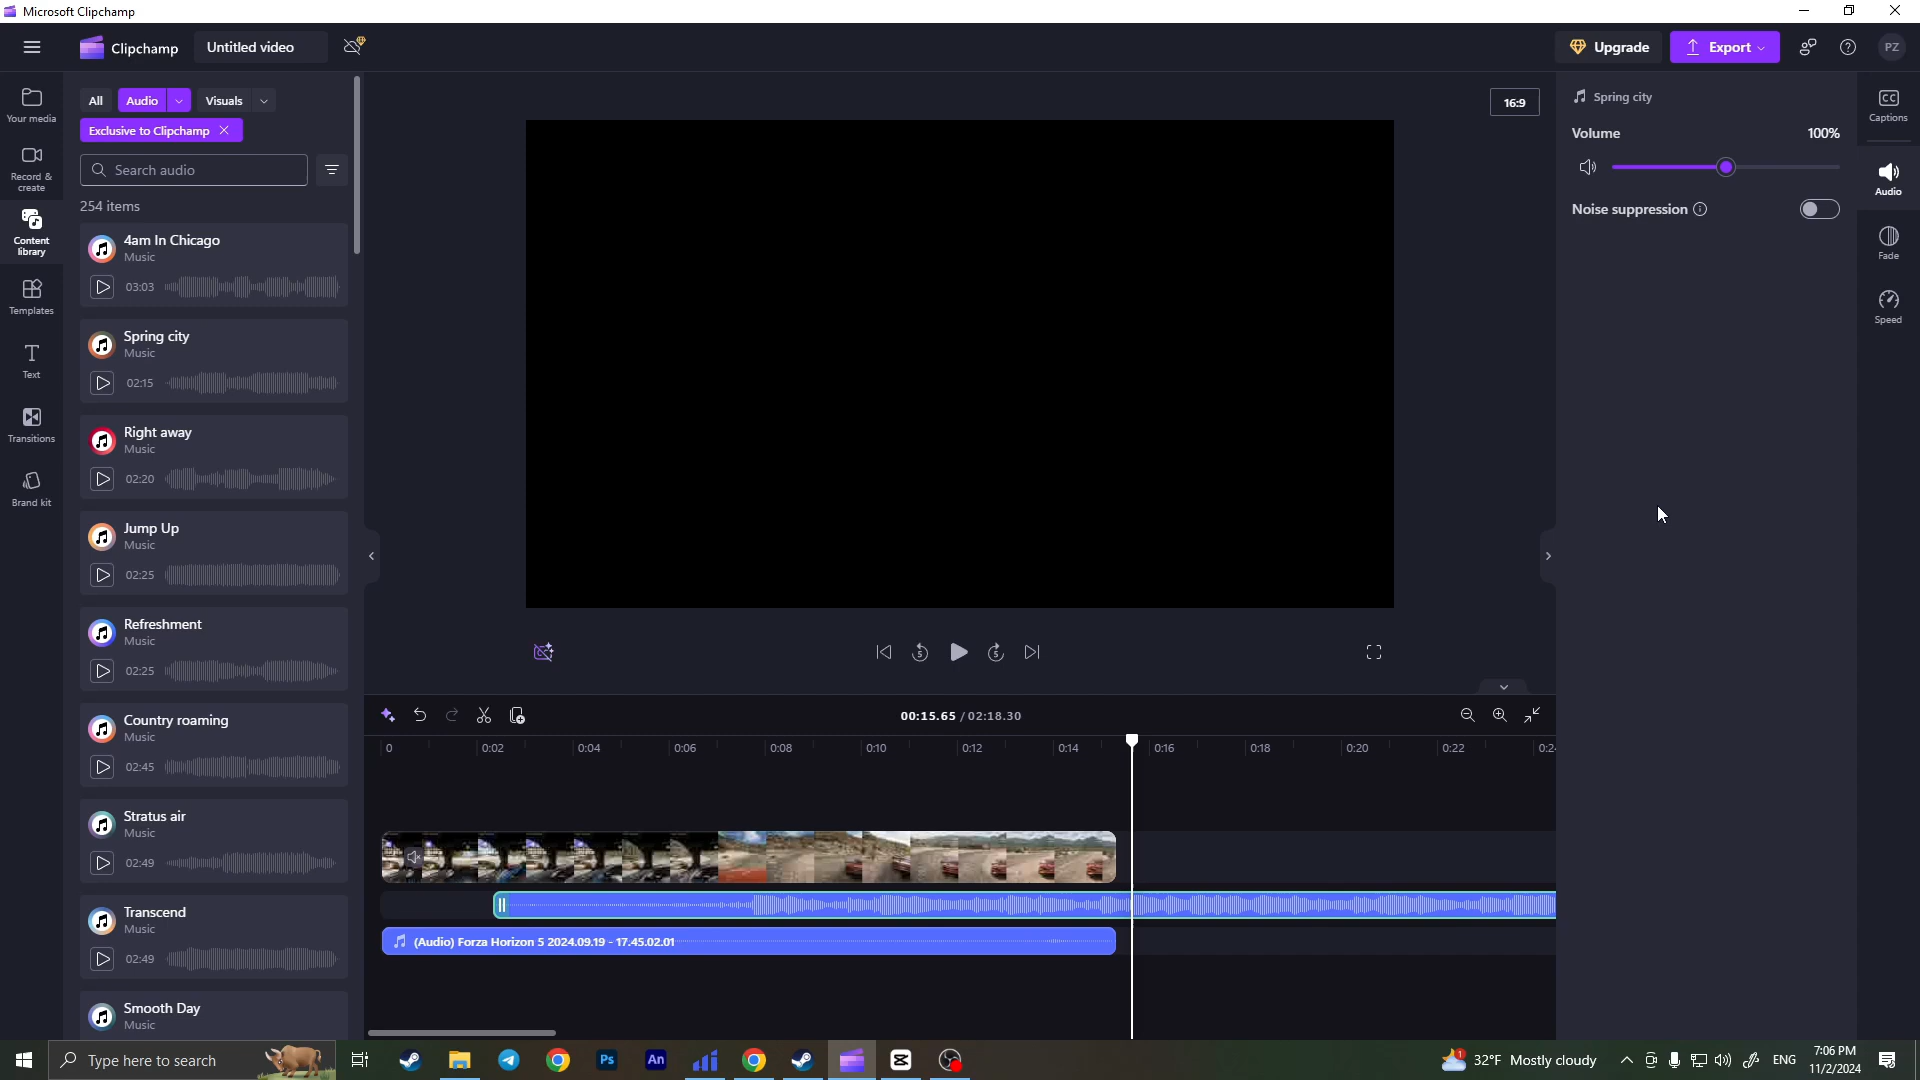 Microsoft Clipchamp
Clipchamp
Untitled video
Upgrade
Export
PZ
Your media
Record &
create
Content
library
Templates
Text
Transitions
Brand kit
All
Audio
Visuals
Exclusive to Clipchamp
Search audio
254 items
4am In Chicago
Music
03:03
Spring city
Music
02:15
Right away
Music
02:20
Jump Up
Music
02:25
Refreshment
Music
02:25
Country roaming
Music
02:45
Stratus air
Music
02:49
Transcend
Music
02:49
Smooth Day
Music
16:9
5
5
00:15.65 / 02:18.30
0
0:02
0:04
0:06
0:08
0:10
0:12
0:14
0:16
0:18
0:20
0:22
0:24
(Audio) Forza Horizon 5 2024.09.19 - 17.45.02.01
Spring city
Volume
100%
Noise suppression
CC
Captions
Audio
Fade
Speed
Type here to search
Ps
An
1
32°F Mostly cloudy
ENG
7:06 PM
11/2/2024